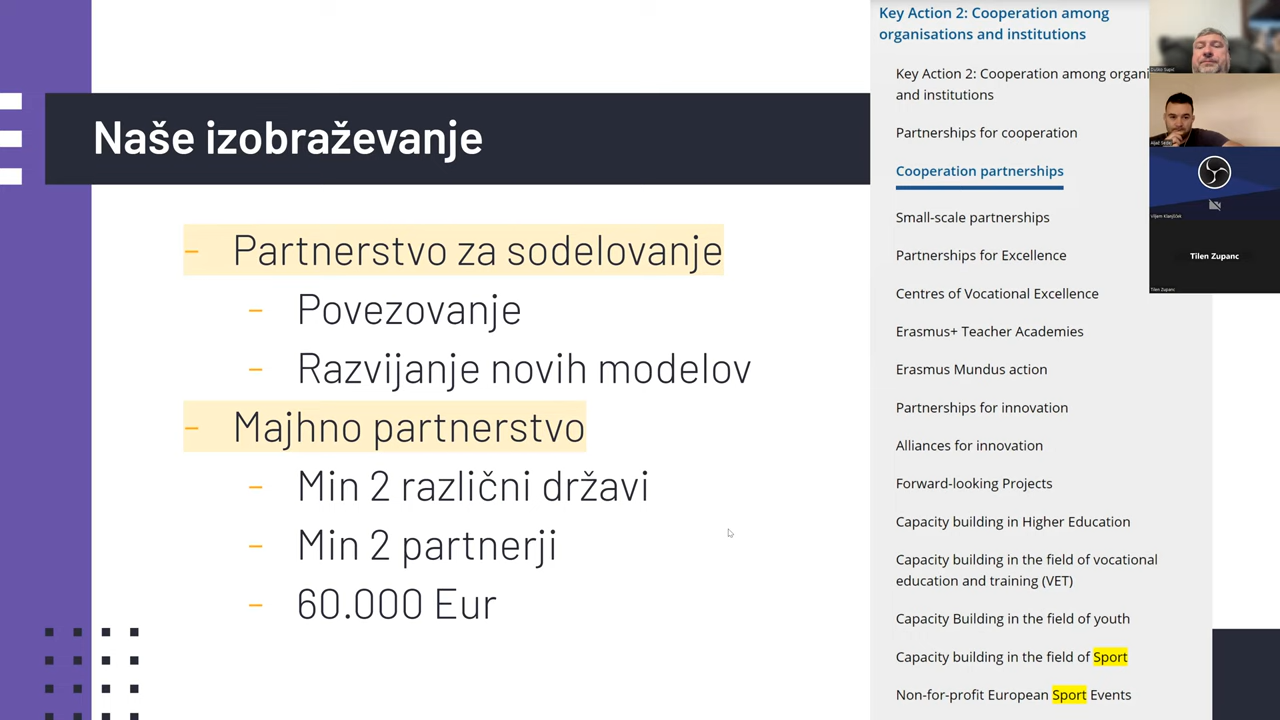 Naše izobraževanje
- Partnerstvo za sodelovanje
- Povezovanje
- Razvijanje novih modelov
- Majhno partnerstvo
- Min 2 različni državi
- Min 2 partnerji
- 60.000 Eur
Key Action 2: Cooperation among
organisations and institutions
Key Action 2: Cooperation among organi
and institutions
Partnerships for cooperation
Cooperation partnerships
Small-scale partnerships
Partnerships for Excellence
Centres of Vocational Excellence
Erasmus+ Teacher Academies
Erasmus Mundus action
Partnerships for innovation
Alliances for innovation
Forward-looking Projects
Capacity building in Higher Education
Capacity building in the field of vocational
education and training (VET)
Capacity Building in the field of youth
Capacity building in the field of Sport
Non-for-profit European Sport Events
Tilen Zupanc
Tilen Zupanc